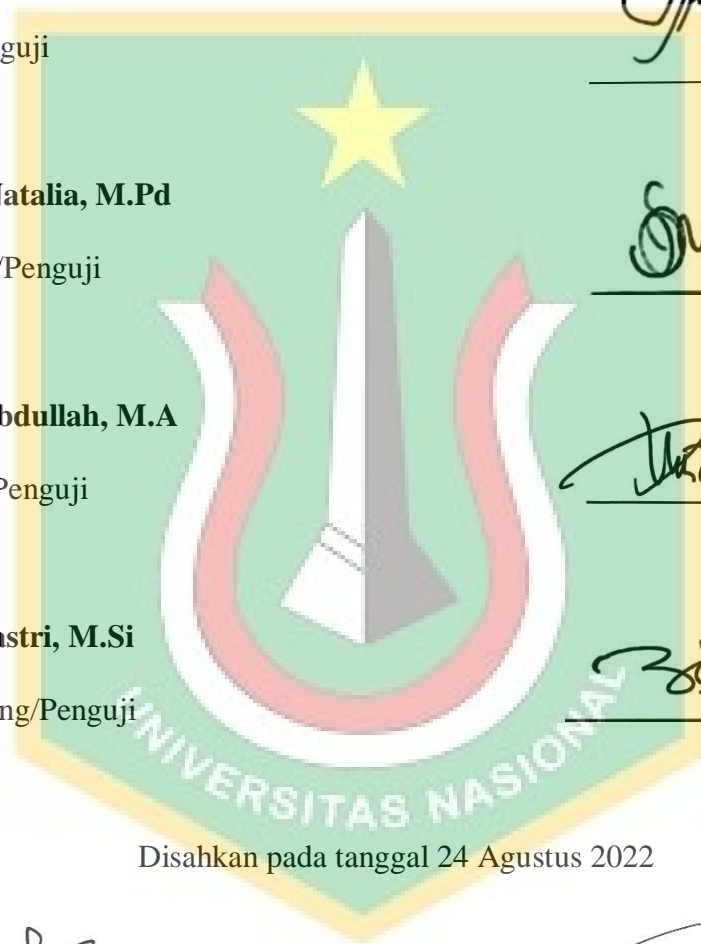 guji
Natalia, M.Pd
/Penguji
bdullah, M.A
Penguji
astri, M.Si
ng/Penguji
UNIVERSITAS NASIONAL
Disahkan pada tanggal 24 Agustus 2022